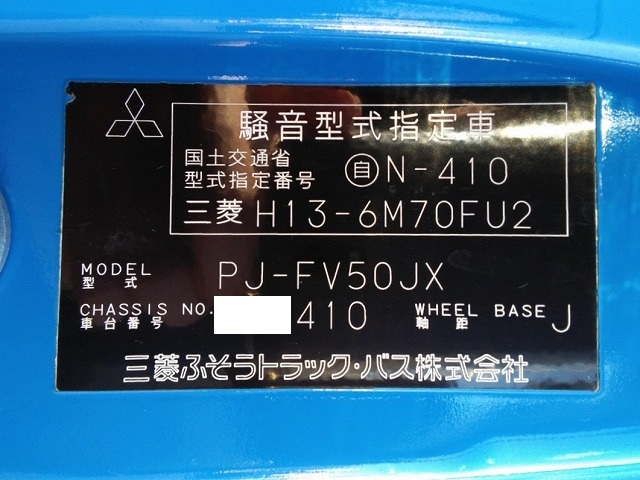 騒音型式指定車
国土交通省
型式指定番号 自N-410
三菱 H13-6M70FU2
MODEL
型式 PJ-FV50JX
CHASSIS NO.
車台番号 410
WHEEL BASE
軸距 J
三菱ふそうトラック・バス株式会社